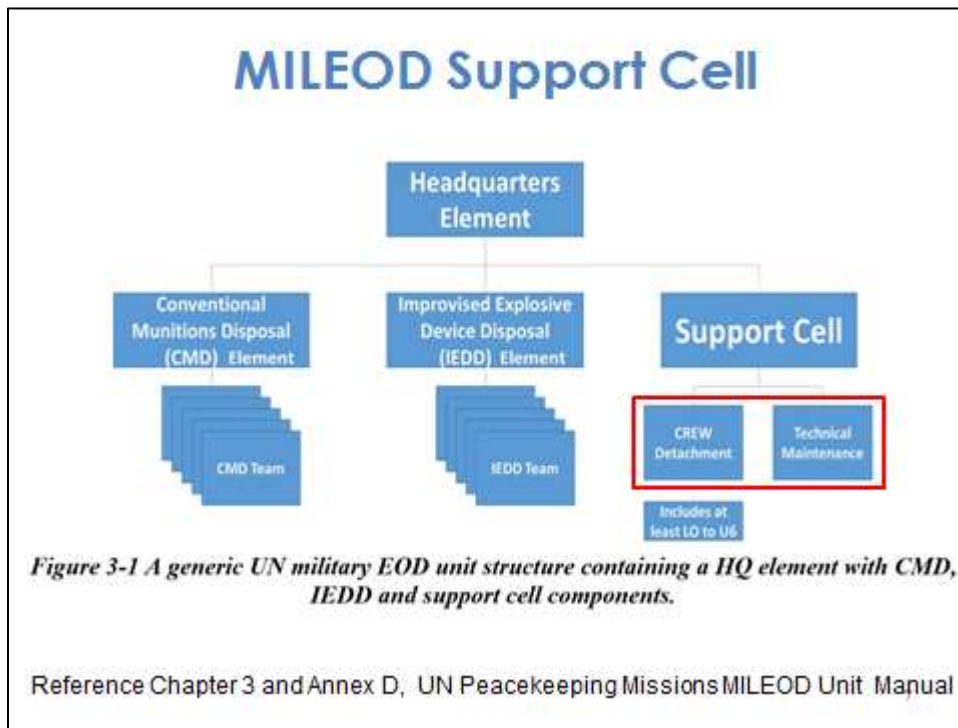 MILEOD Support Cell
Headquarters
Element
Conventional
Munitions Disposal
(CMD) Element
Improvised Explosive
Device Disposal
(IEDD) Element
Support Cell
CMD Team
IEDD Team
CREW
Detachment
Technical
Maintenance
Includes at
least LO to U6
Figure 3-1 A generic UN military EOD unit structure containing a HQ element with CMD,
IEDD and support cell components.
Reference Chapter 3 and Annex D, UN Peacekeeping Missions MILEOD Unit Manual